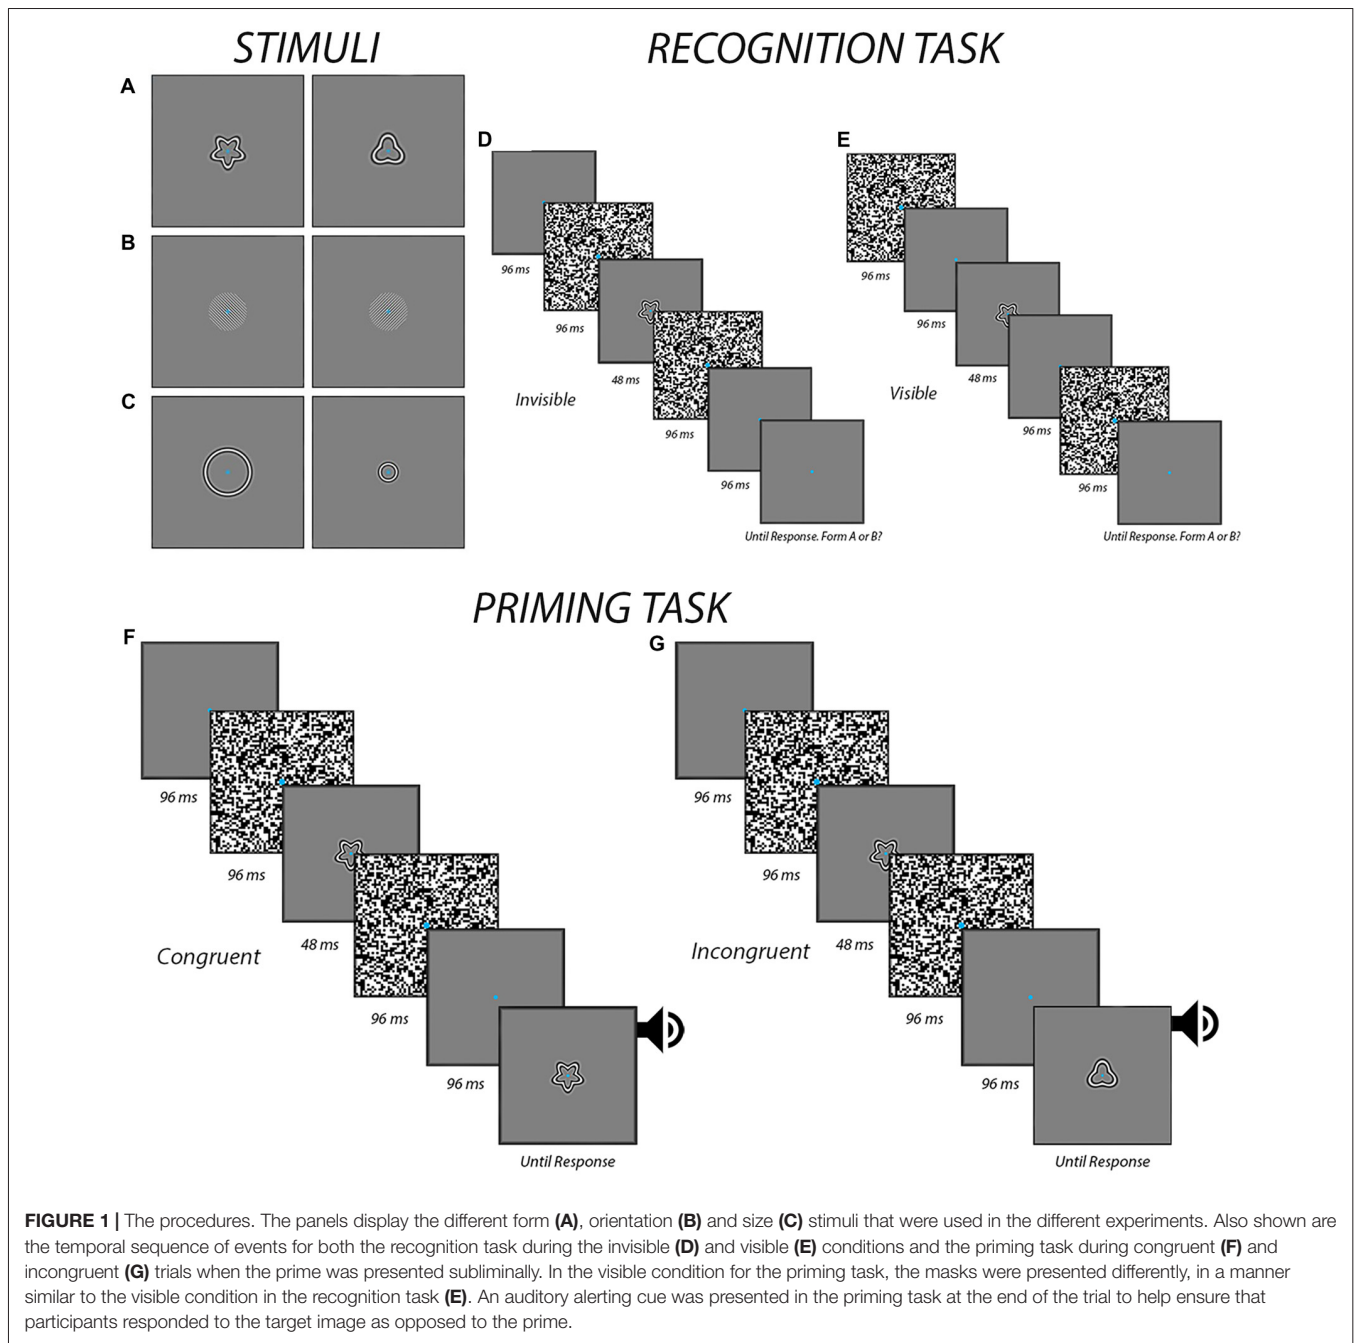 STIMULI
RECOGNITION TASK
A
B
C
D
96 ms
96 ms
48 ms
Invisible
96 ms
96 ms
Until Response. Form A or B?
E
96 ms
96 ms
48 ms
Visible
96 ms
96 ms
Until Response. Form A or B?
PRIMING TASK
F
96 ms
96 ms
48 ms
Congruent
96 ms
96 ms
Until Response
G
96 ms
96 ms
48 ms
Incongruent
96 ms
96 ms
Until Response
FIGURE 1 | The procedures. The panels display the different form (A), orientation (B) and size (C) stimuli that were used in the different experiments. Also shown are
the temporal sequence of events for both the recognition task during the invisible (D) and visible (E) conditions and the priming task during congruent (F) and
incongruent (G) trials when the prime was presented subliminally. In the visible condition for the priming task, the masks were presented differently, in a manner
similar to the visible condition in the recognition task (E). An auditory alerting cue was presented in the priming task at the end of the trial to help ensure that
participants responded to the target image as opposed to the prime.